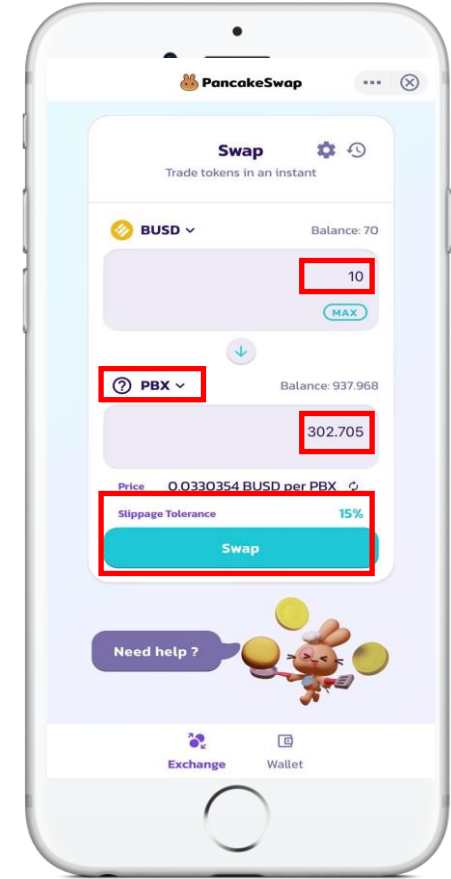 PancakeSwap
Swap
Trade tokens in an instant
BUSD
Balance: 70
10
MAX
PBX
Balance: 937.968
302.705
Price 0.0330354 BUSD per PBX
Slippage Tolerance 15%
Swap
Need help ?
Exchange Wallet